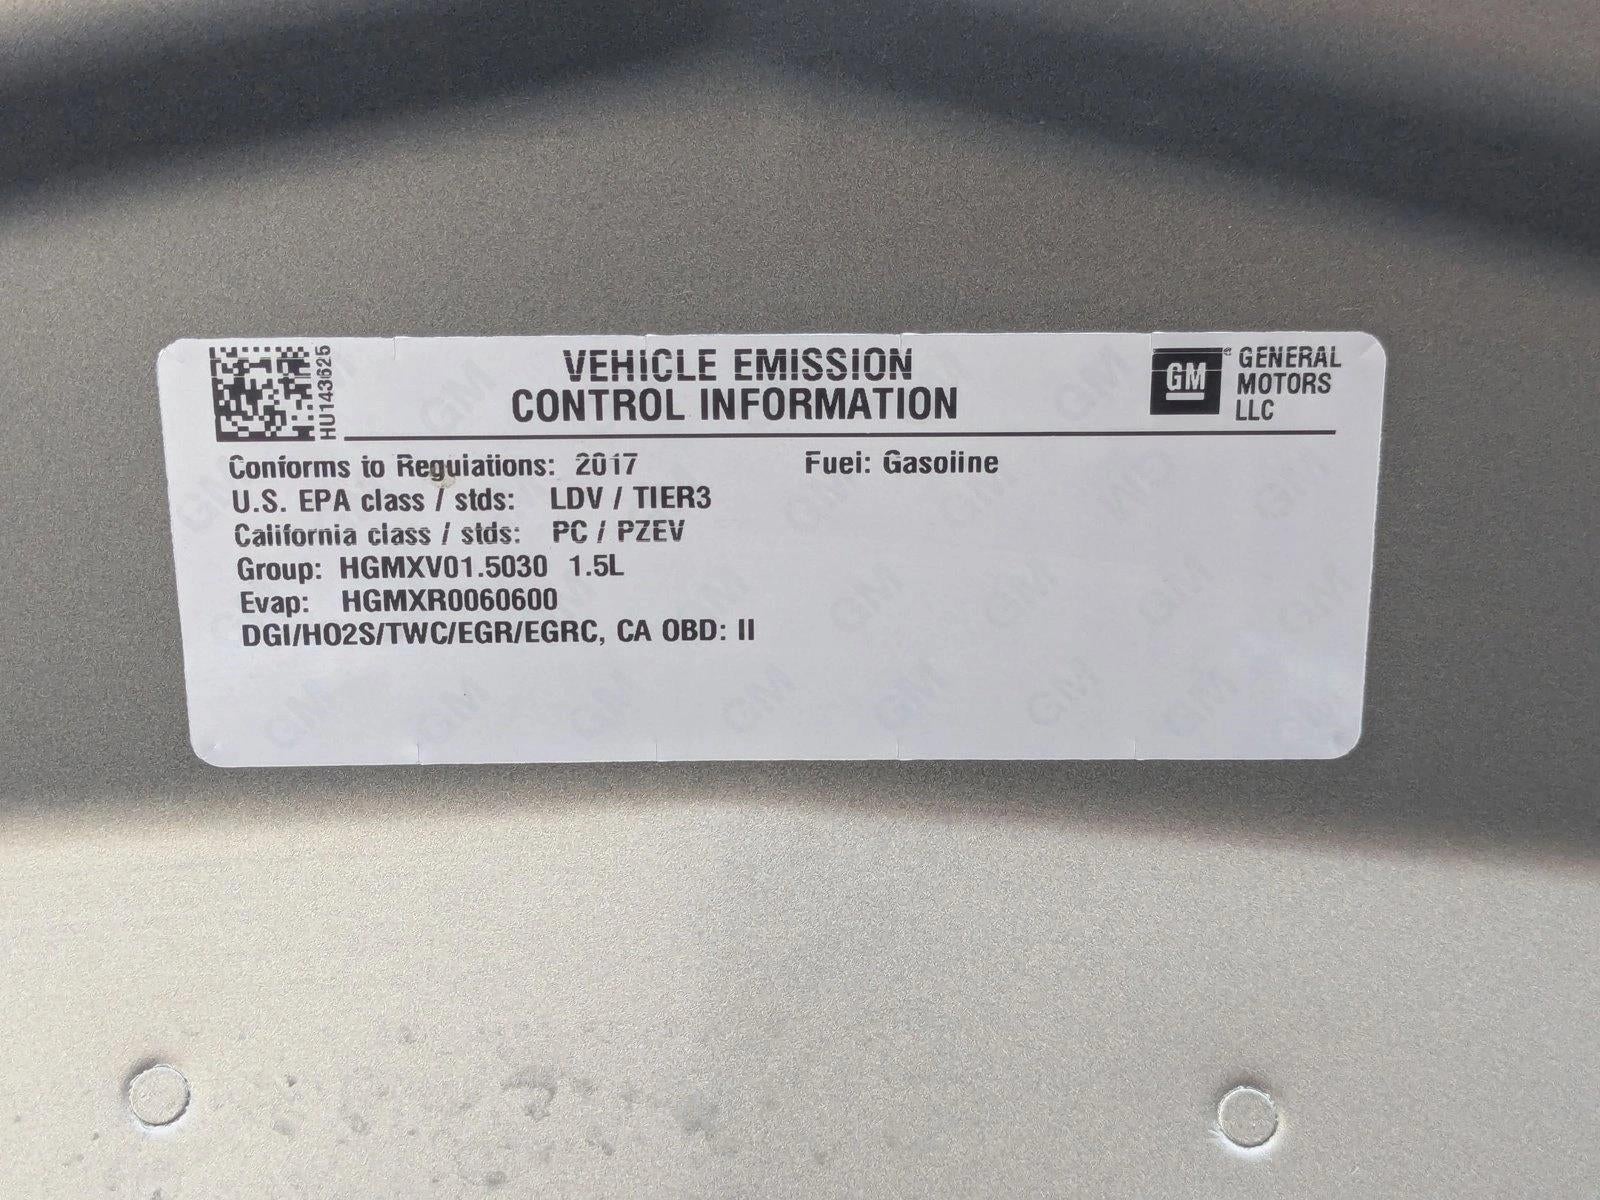 HU143625
VEHICLE EMISSION
CONTROL INFORMATION
GM
GENERAL
MOTORS
LLC
Conforms to Regulations: 2017 Fuel: Gasoline
U.S. EPA class / stds: LDV / TIER3
California class / stds: PC / PZEV
Group: HGMXV01.5030 1.5L
Evap: HGMXR0060600
DGI/HO2S/TWC/EGR/EGRC, CA OBD: II